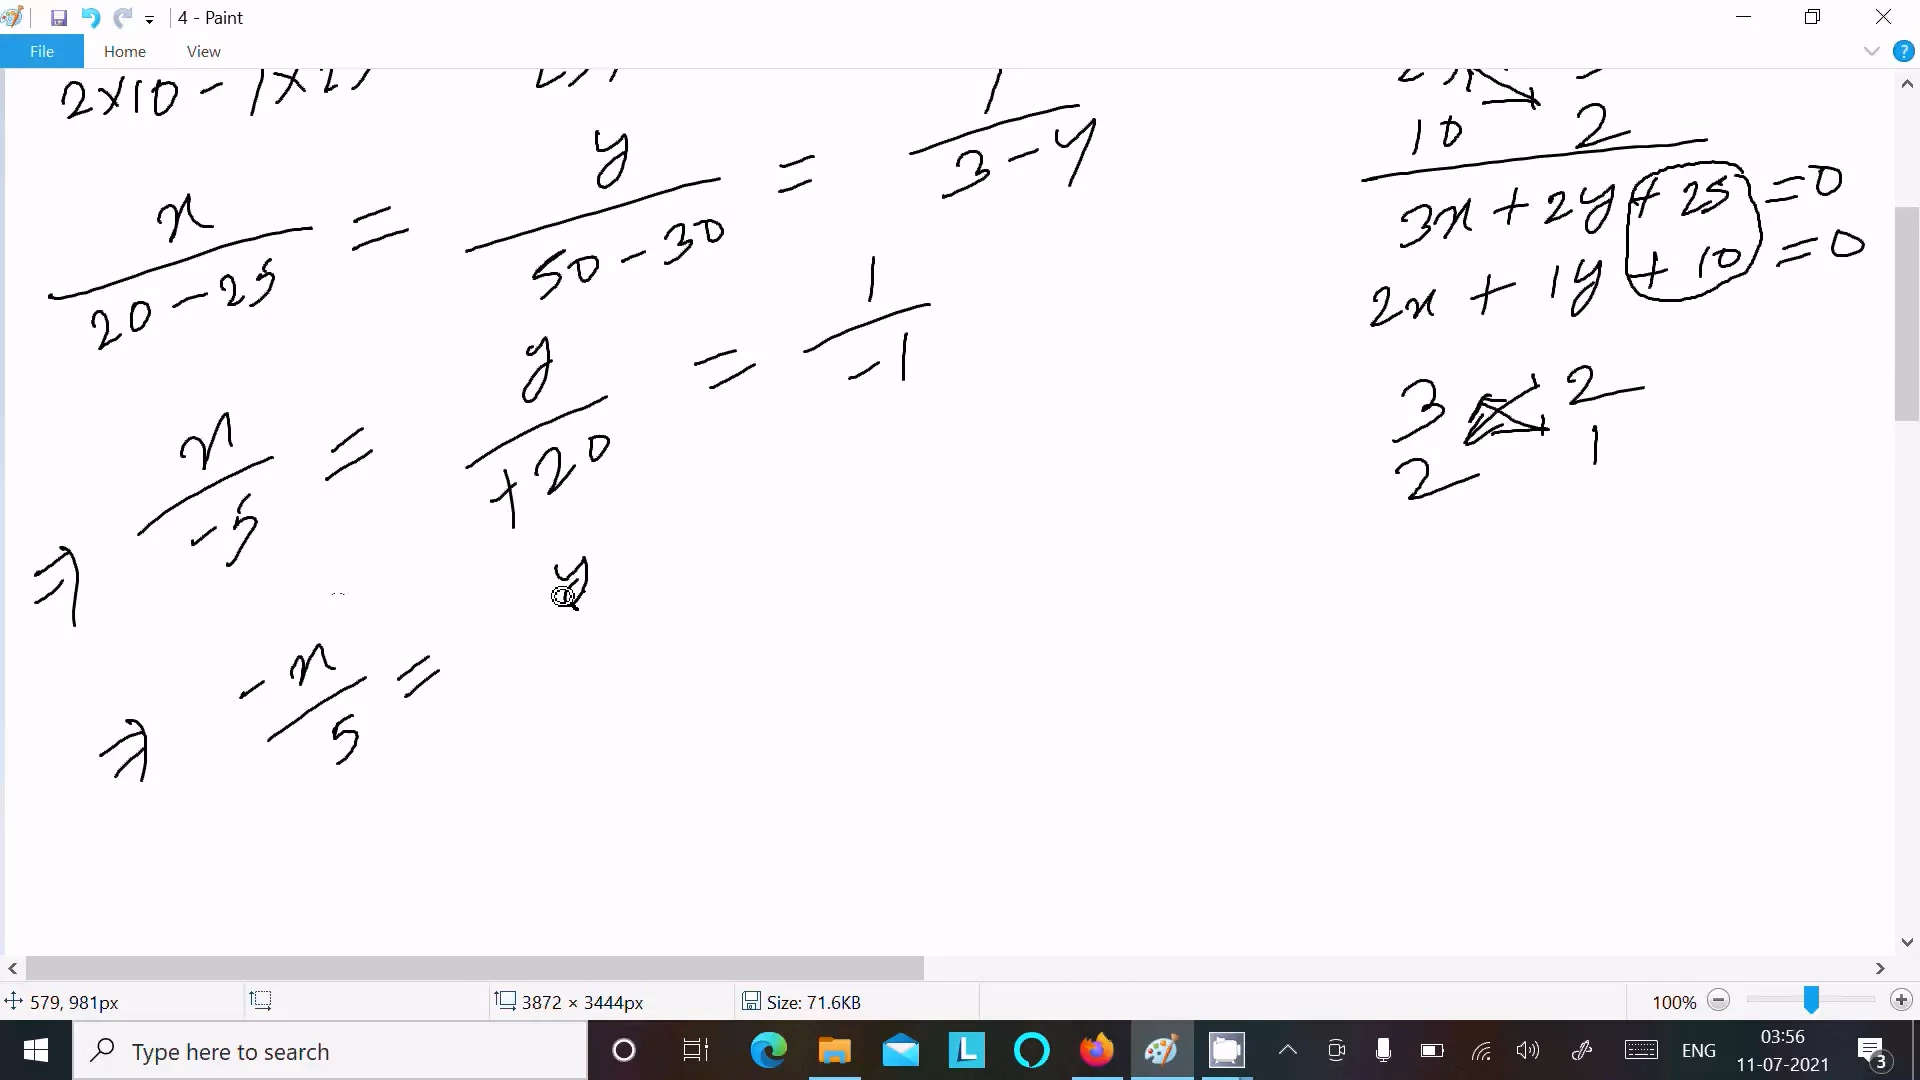 4 - Paint
File Home View
2x10 - 1x25
10 2
x/20-25 = y/50-30 = 1/3-4
3x + 2y + 25 = 0
2x + 1y + 10 = 0
3 2
2 1
⇒ x/-5 = y/+20 = 1/-1
y
⇒ -x/5 =
579, 981px
3872 × 3444px
Size: 71.6KB
100%
Type here to search
L
ENG
03:56
11-07-2021
3